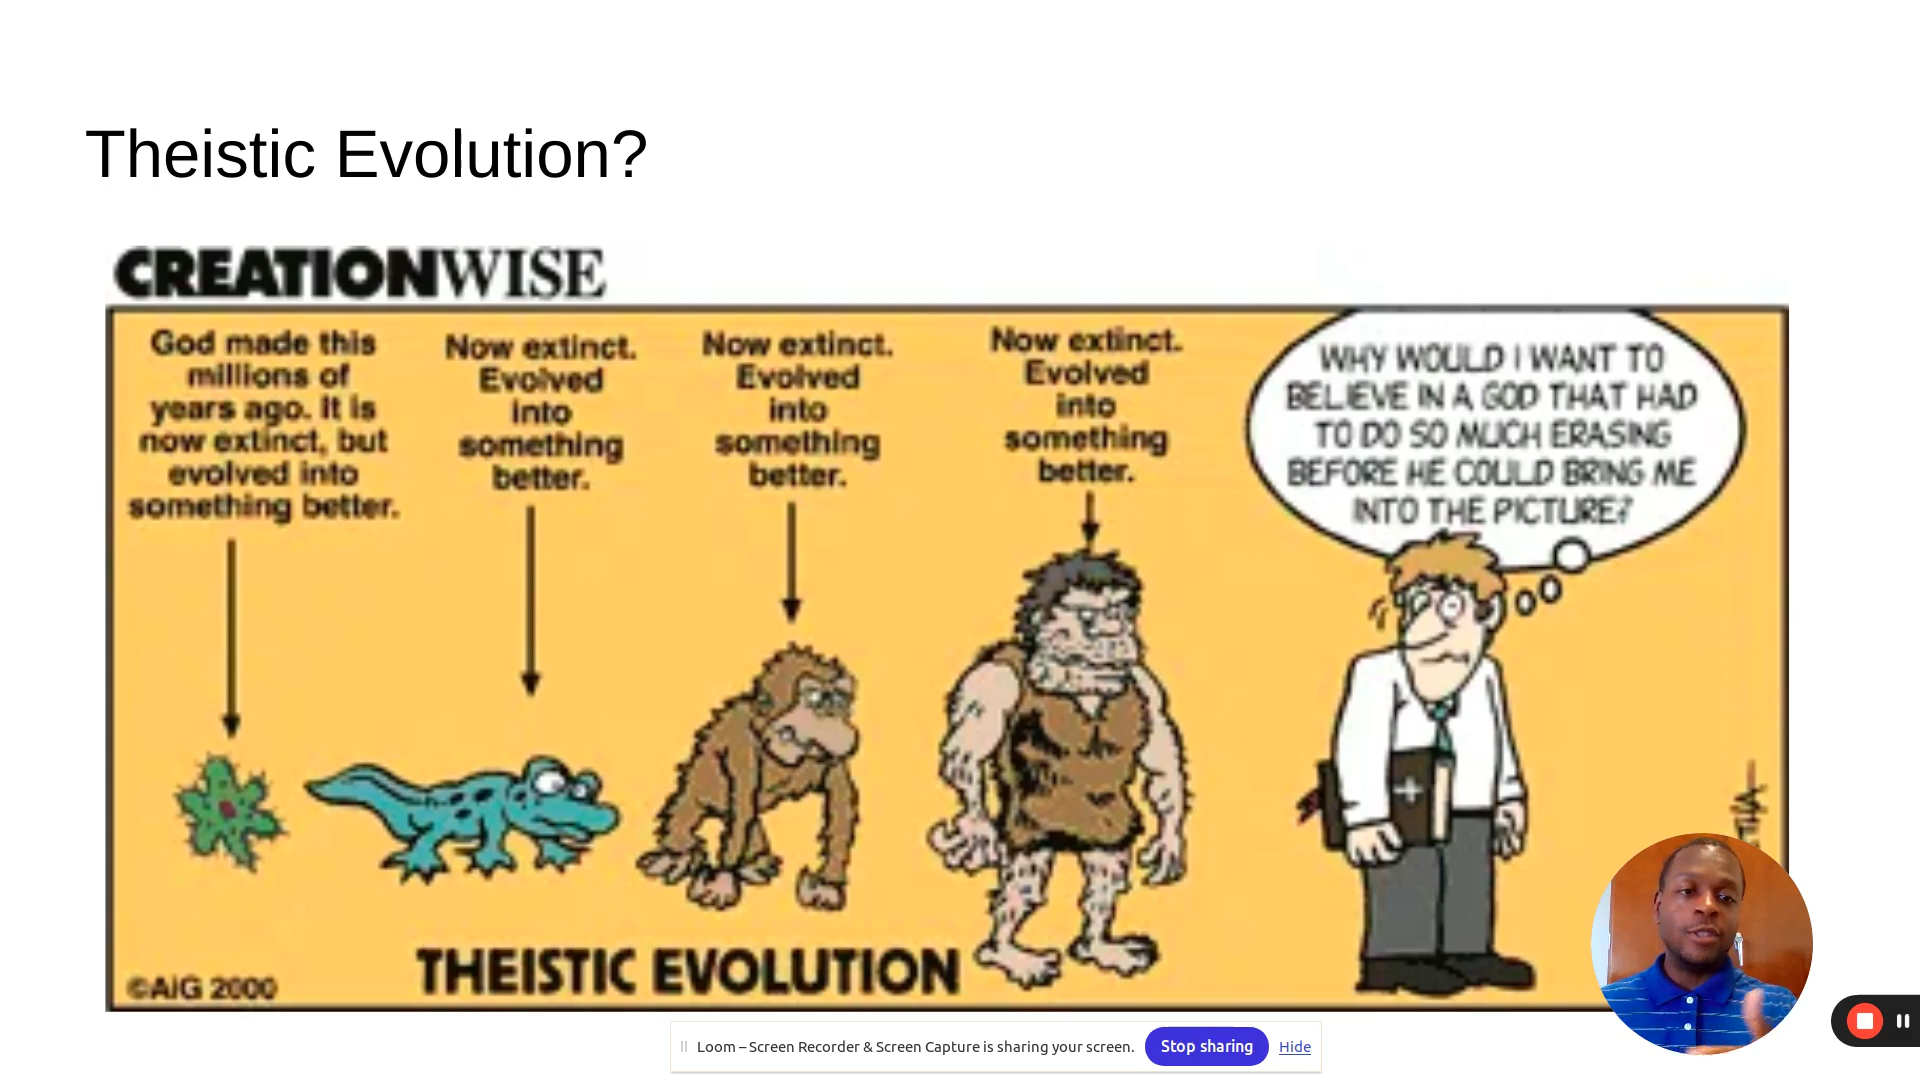 Theistic Evolution?
CREATIONWISE
God made this
millions of
years ago. It is
now extinct, but
evolved into
something better.
Now extinct.
Evolved
into
something
better.
Now extinct.
Evolved
into
something
better.
Now extinct.
Evolved
into
something
better.
WHY WOULD I WANT TO
BELIEVE IN A GOD THAT HAD
TO DO SO MUCH ERASING
BEFORE HE COULD BRING ME
INTO THE PICTURE?
THEISTIC EVOLUTION
©AiG 2000
Loom – Screen Recorder & Screen Capture is sharing your screen.
Stop sharing
Hide